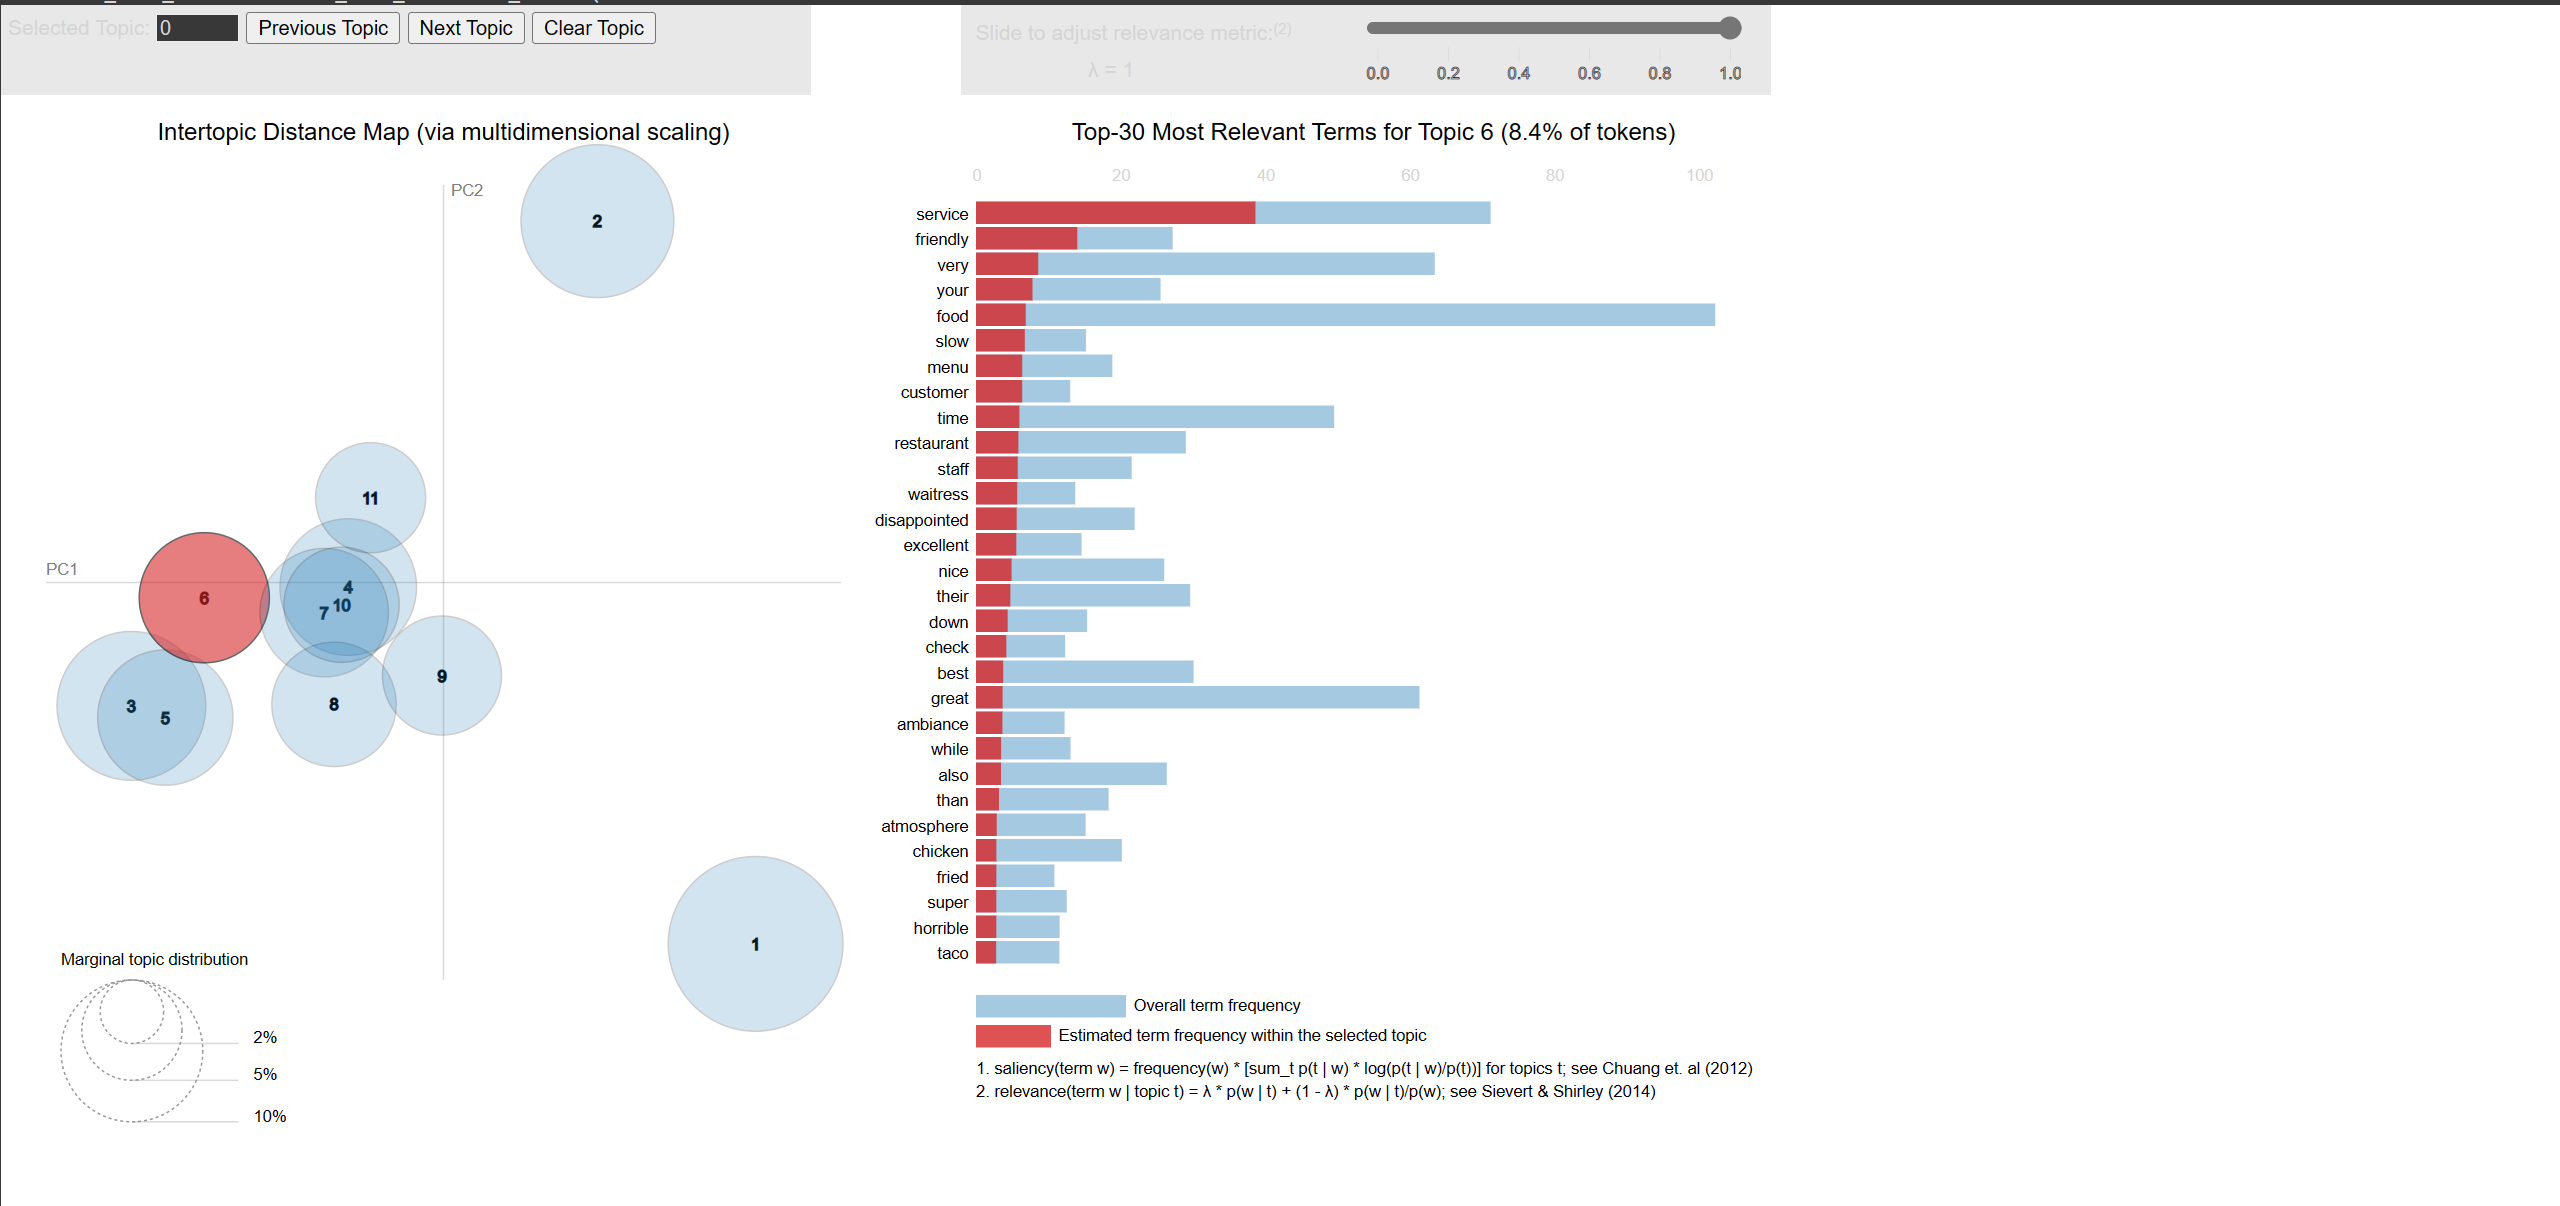 Selected Topic: 0 Previous Topic Next Topic Clear Topic
Slide to adjust relevance metric:(2)
λ = 1
0.0 0.2 0.4 0.6 0.8 1.0
Intertopic Distance Map (via multidimensional scaling)
PC2
PC1
2
11
6
4
10
7
9
8
3
5
1
Marginal topic distribution
2%
5%
10%
Top-30 Most Relevant Terms for Topic 6 (8.4% of tokens)
0 20 40 60 80 100
service
friendly
very
your
food
slow
menu
customer
time
restaurant
staff
waitress
disappointed
excellent
nice
their
down
check
best
great
ambiance
while
also
than
atmosphere
chicken
fried
super
horrible
taco
Overall term frequency
Estimated term frequency within the selected topic
1. saliency(term w) = frequency(w) * [sum_t p(t | w) * log(p(t | w)/p(t))] for topics t; see Chuang et. al (2012)
2. relevance(term w | topic t) = λ * p(w | t) + (1 - λ) * p(w | t)/p(w); see Sievert & Shirley (2014)